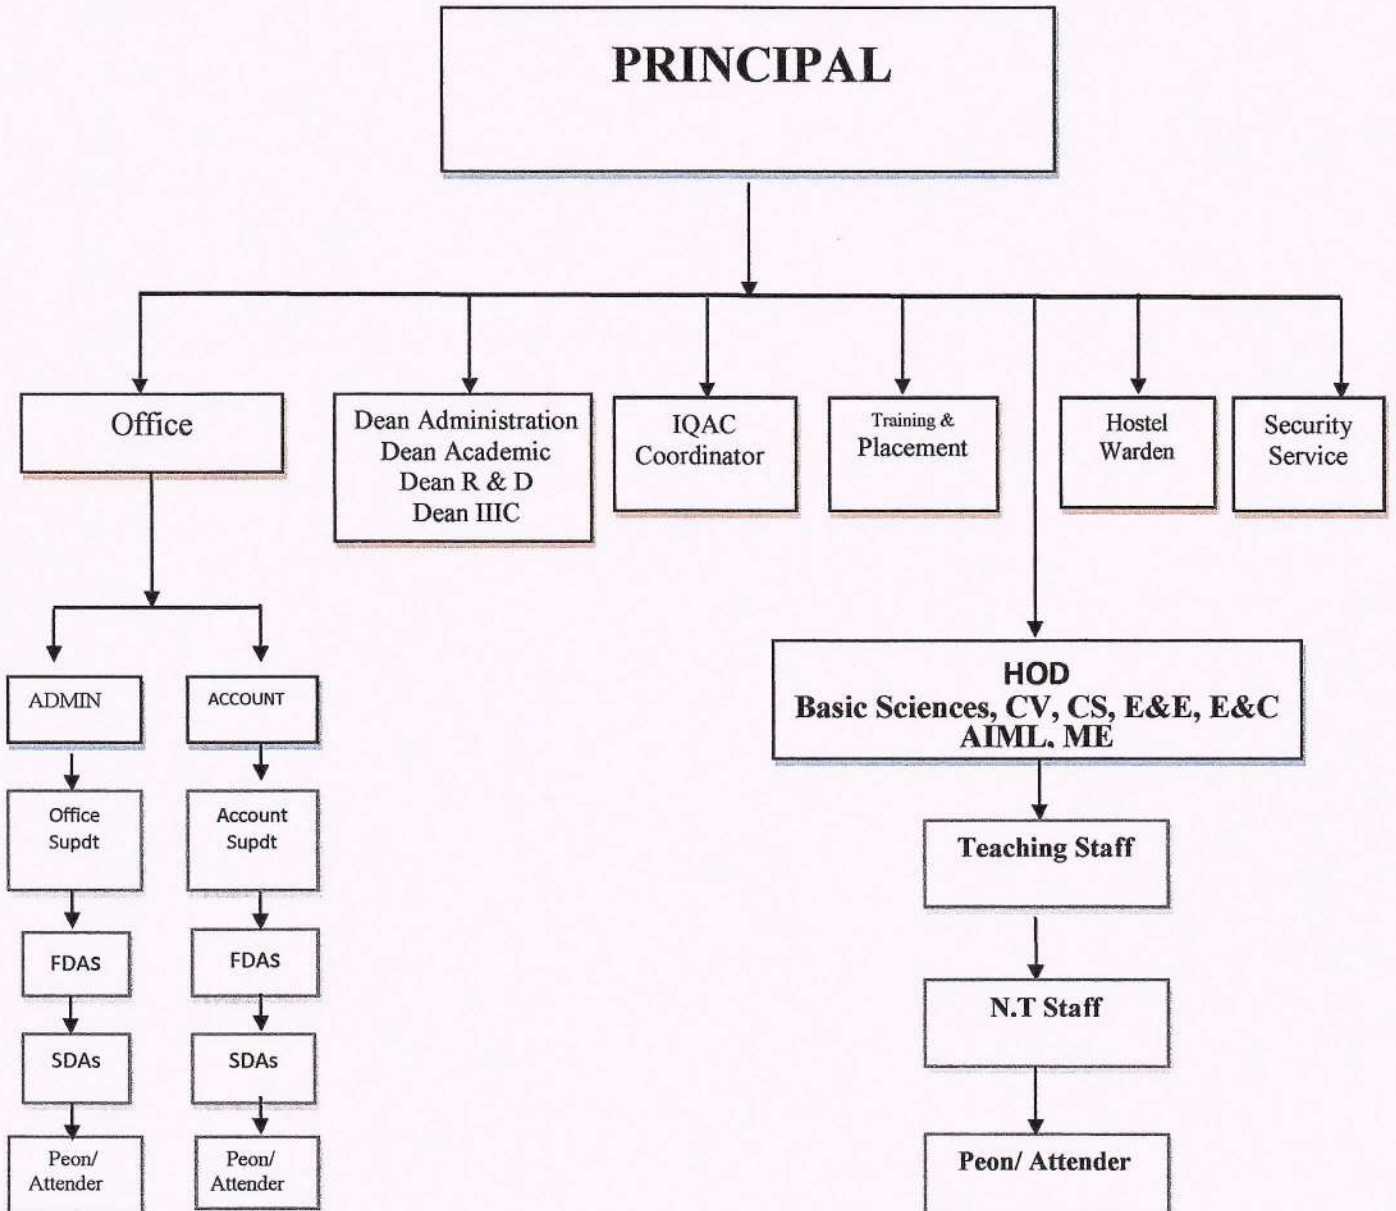 PRINCIPAL
Office
Dean Administration
Dean Academic
Dean R & D
Dean IIIC
IQAC
Coordinator
Training &
Placement
Hostel
Warden
Security
Service
HOD
Basic Sciences, CV, CS, E&E, E&C
AIML, ME
ADMIN
ACCOUNT
Office
Supdt
Account
Supdt
Teaching Staff
FDAs
FDAs
N.T Staff
SDAs
SDAs
Peon/
Attender
Peon/
Attender
Peon/ Attender